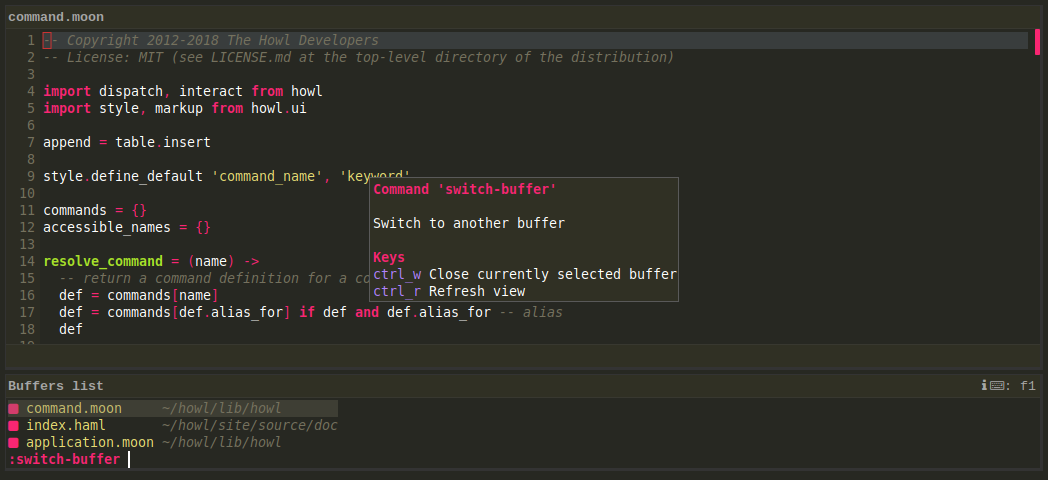 command.moon
1 -- Copyright 2012-2018 The Howl Developers
2 -- License: MIT (see LICENSE.md at the top-level directory of the distribution)
3
4 import dispatch, interact from howl
5 import style, markup from howl.ui
6
7 append = table.insert
8
9 style.define_default 'command_name', 'keyword'
10
11 commands = {}
12 accessible_names = {}
13
14 resolve_command = (name) ->
15 -- return a command definition for a co
16 def = commands[name]
17 def = commands[def.alias_for] if def and def.alias_for -- alias
18 def
Command 'switch-buffer'
Switch to another buffer
Keys
ctrl_w Close currently selected buffer
ctrl_r Refresh view
Buffers list : f1
command.moon ~/howl/lib/howl
index.haml ~/howl/site/source/doc
application.moon ~/howl/lib/howl
:switch-buffer